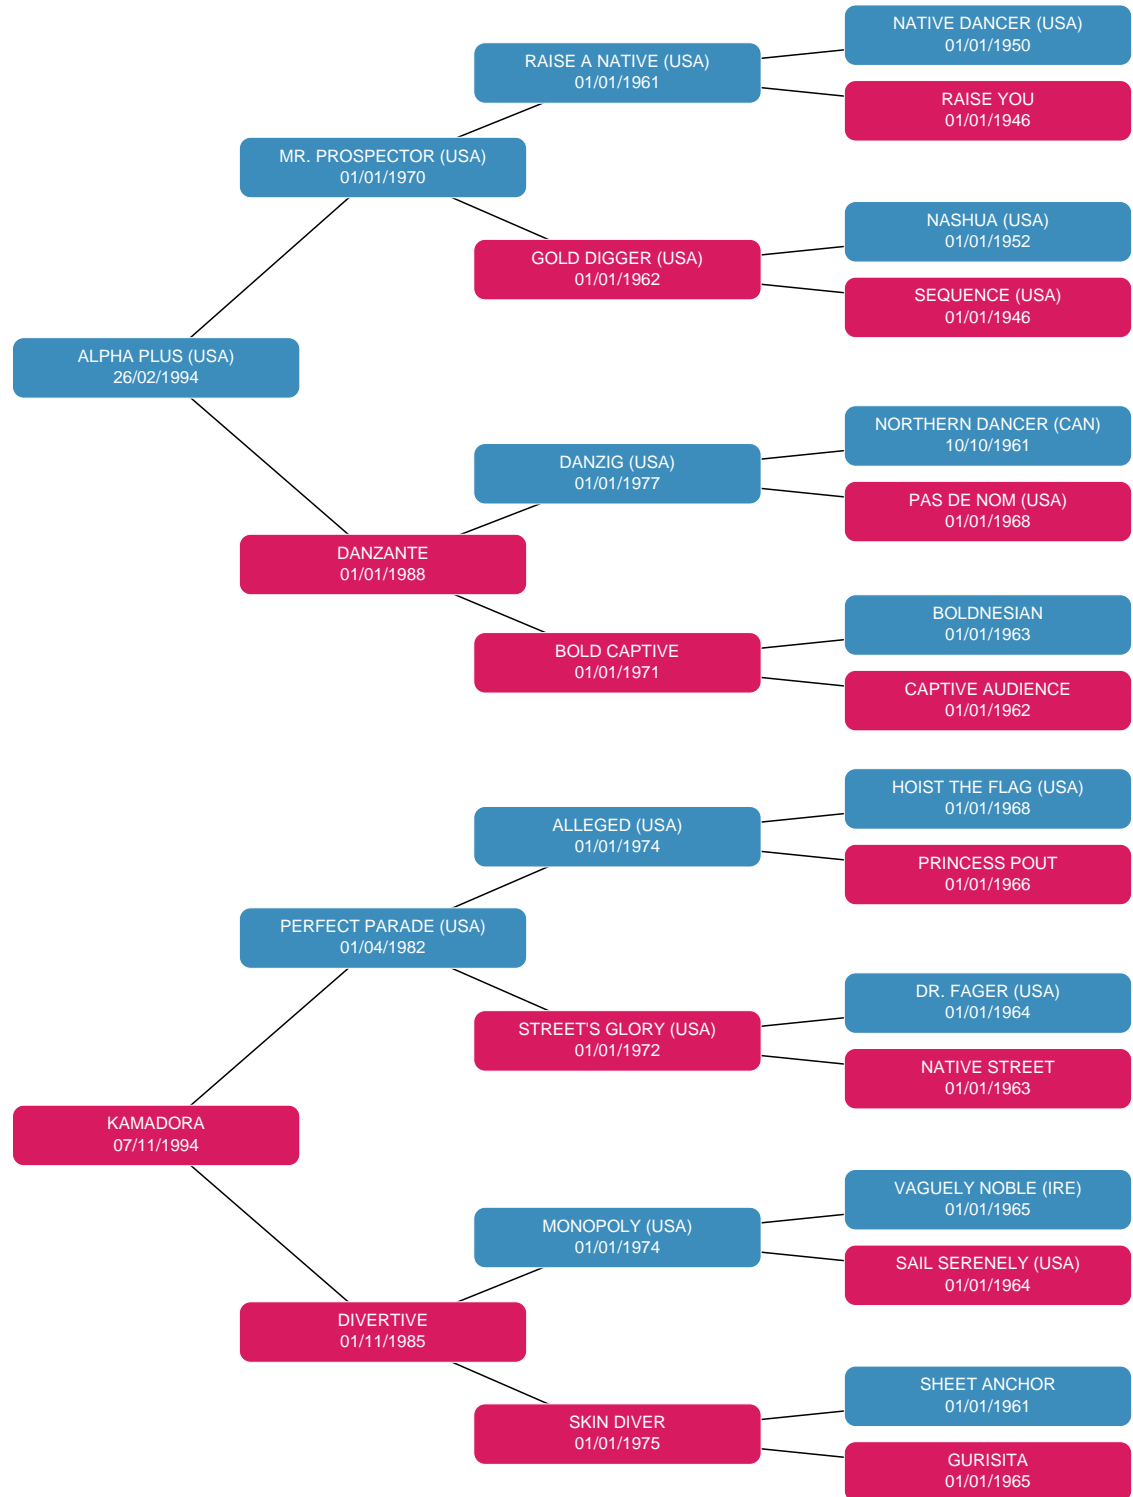 NATIVE DANCER (USA)
01/01/1950
RAISE A NATIVE (USA)
01/01/1961
RAISE YOU
01/01/1946
MR. PROSPECTOR (USA)
01/01/1970
NASHUA (USA)
01/01/1952
GOLD DIGGER (USA)
01/01/1962
SEQUENCE (USA)
01/01/1946
ALPHA PLUS (USA)
26/02/1994
NORTHERN DANCER (CAN)
10/10/1961
DANZIG (USA)
01/01/1977
PAS DE NOM (USA)
01/01/1968
DANZANTE
01/01/1988
BOLDNESIAN
01/01/1963
BOLD CAPTIVE
01/01/1971
CAPTIVE AUDIENCE
01/01/1962
HOIST THE FLAG (USA)
01/01/1968
ALLEGED (USA)
01/01/1974
PRINCESS POUT
01/01/1966
PERFECT PARADE (USA)
01/04/1982
DR. FAGER (USA)
01/01/1964
STREET'S GLORY (USA)
01/01/1972
NATIVE STREET
01/01/1963
KAMADORA
07/11/1994
VAGUELY NOBLE (IRE)
01/01/1965
MONOPOLY (USA)
01/01/1974
SAIL SERENELY (USA)
01/01/1964
DIVERTIVE
01/11/1985
SHEET ANCHOR
01/01/1961
SKIN DIVER
01/01/1975
GURISITA
01/01/1965